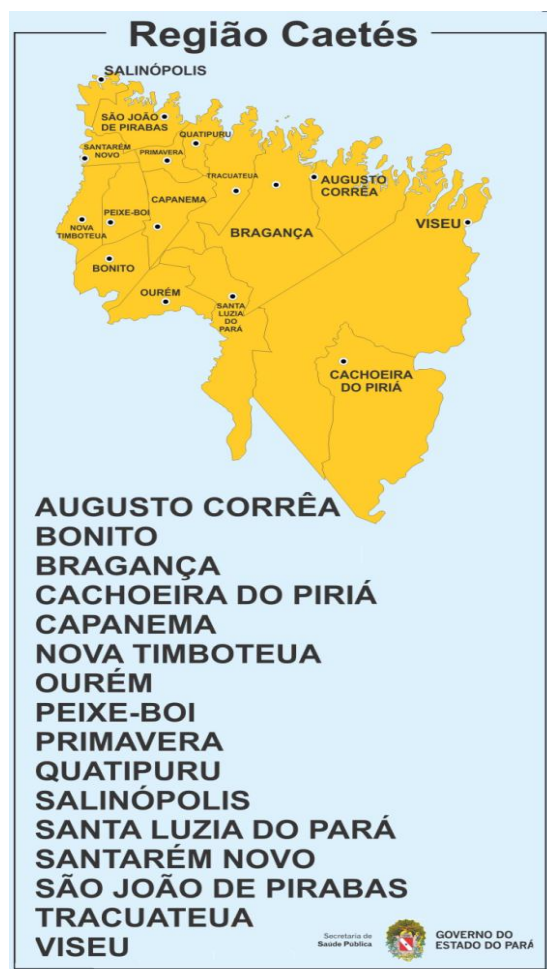 Região Caetés
SALINÓPOLIS
SÃO JOÃO
DE PIRABAS
QUATIPURU
SANTARÉM
NOVO
PRIMAVERA
TRACUATEUA
AUGUSTO
CORRÊA
CAPANEMA
PEIXE-BOI
NOVA
TIMBOTEUA
BRAGANÇA
VISEU
BONITO
OURÉM
SANTA
LUZIA
DO
PARÁ
CACHOEIRA
DO PIRIÁ
AUGUSTO CORRÊA
BONITO
BRAGANÇA
CACHOEIRA DO PIRIÁ
CAPANEMA
NOVA TIMBOTEUA
OURÉM
PEIXE-BOI
PRIMAVERA
QUATIPURU
SALINÓPOLIS
SANTA LUZIA DO PARÁ
SANTARÉM NOVO
SÃO JOÃO DE PIRABAS
TRACUATEUA
VISEU
Secretaria de
Saúde Pública
GOVERNO DO
ESTADO DO PARÁ